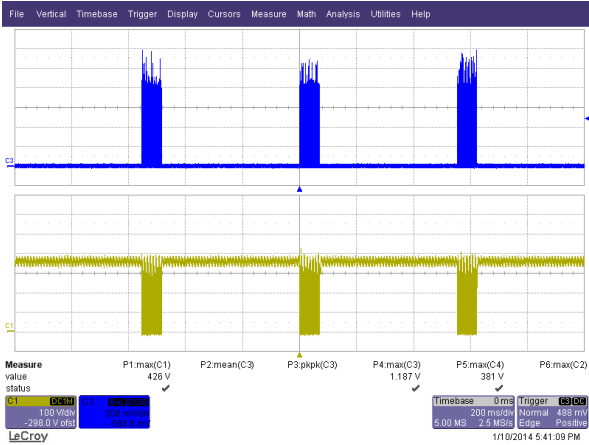 File Vertical Timebase Trigger Display Cursors Measure Math Analysis Utilities Help
C3
C1
Measure P1:max(C1) P2:mean(C3) P3:pkpk(C3) P4:max(C3) P5:max(C4) P6:max(C2)
value 426 V 1.187 V 381 V
status
C1 DC1M
100 V/div
-298.0 V ofst
C3
200 mV/div
Timebase 0 ms
200 ms/div
5.00 MS 2.5 MS/s
Trigger C3 DC
Normal 488 mV
Edge Positive
LeCroy
1/10/2014 5:41:09 PM